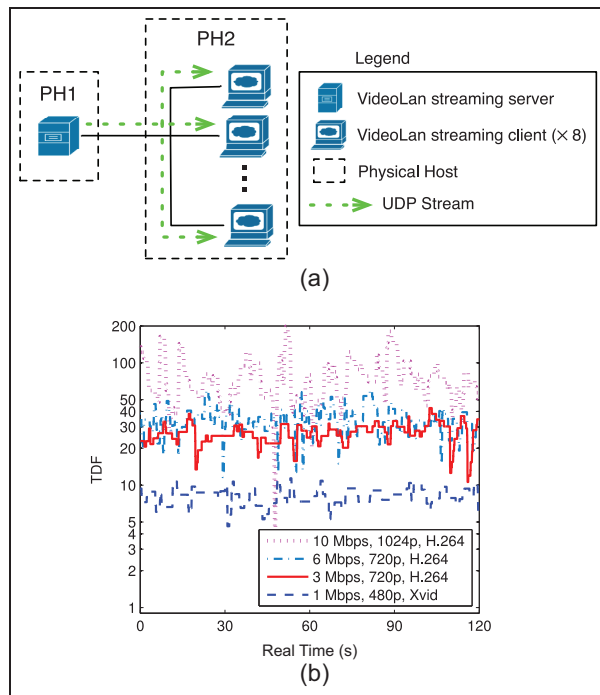 PH2
PH1
Legend
VideoLan streaming server
VideoLan streaming client (× 8)
Physical Host
UDP Stream
(a)
200
100
50
40
30
20
10
5
4
3
2
1
TDF
10 Mbps, 1024p, H.264
6 Mbps, 720p, H.264
3 Mbps, 720p, H.264
1 Mbps, 480p, Xvid
0 30 60 90 120
Real Time (s)
(b)